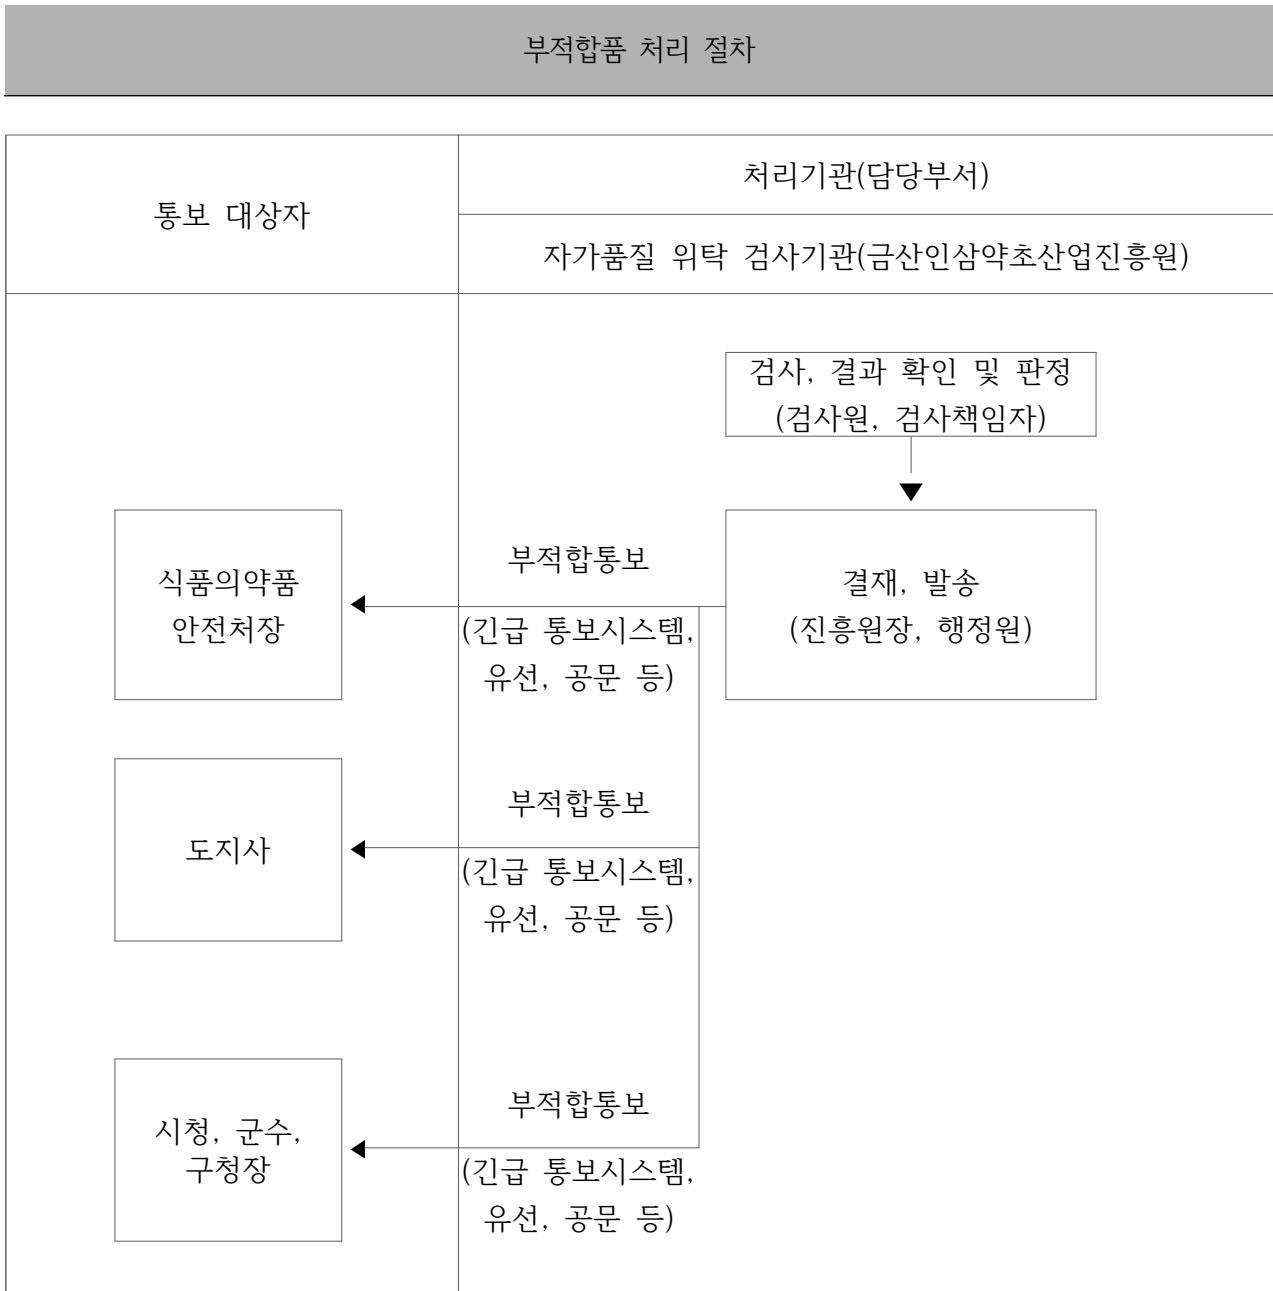 부적합품 처리 절차
통보 대상자
처리기관(담당부서)
자가품질 위탁 검사기관(금산인삼약초산업진흥원)
검사, 결과 확인 및 판정
(검사원, 검사책임자)
결재, 발송
(진흥원장, 행정원)
부적합통보
(긴급 통보시스템,
유선, 공문 등)
식품의약품
안전처장
부적합통보
(긴급 통보시스템,
유선, 공문 등)
도지사
부적합통보
(긴급 통보시스템,
유선, 공문 등)
시청, 군수,
구청장